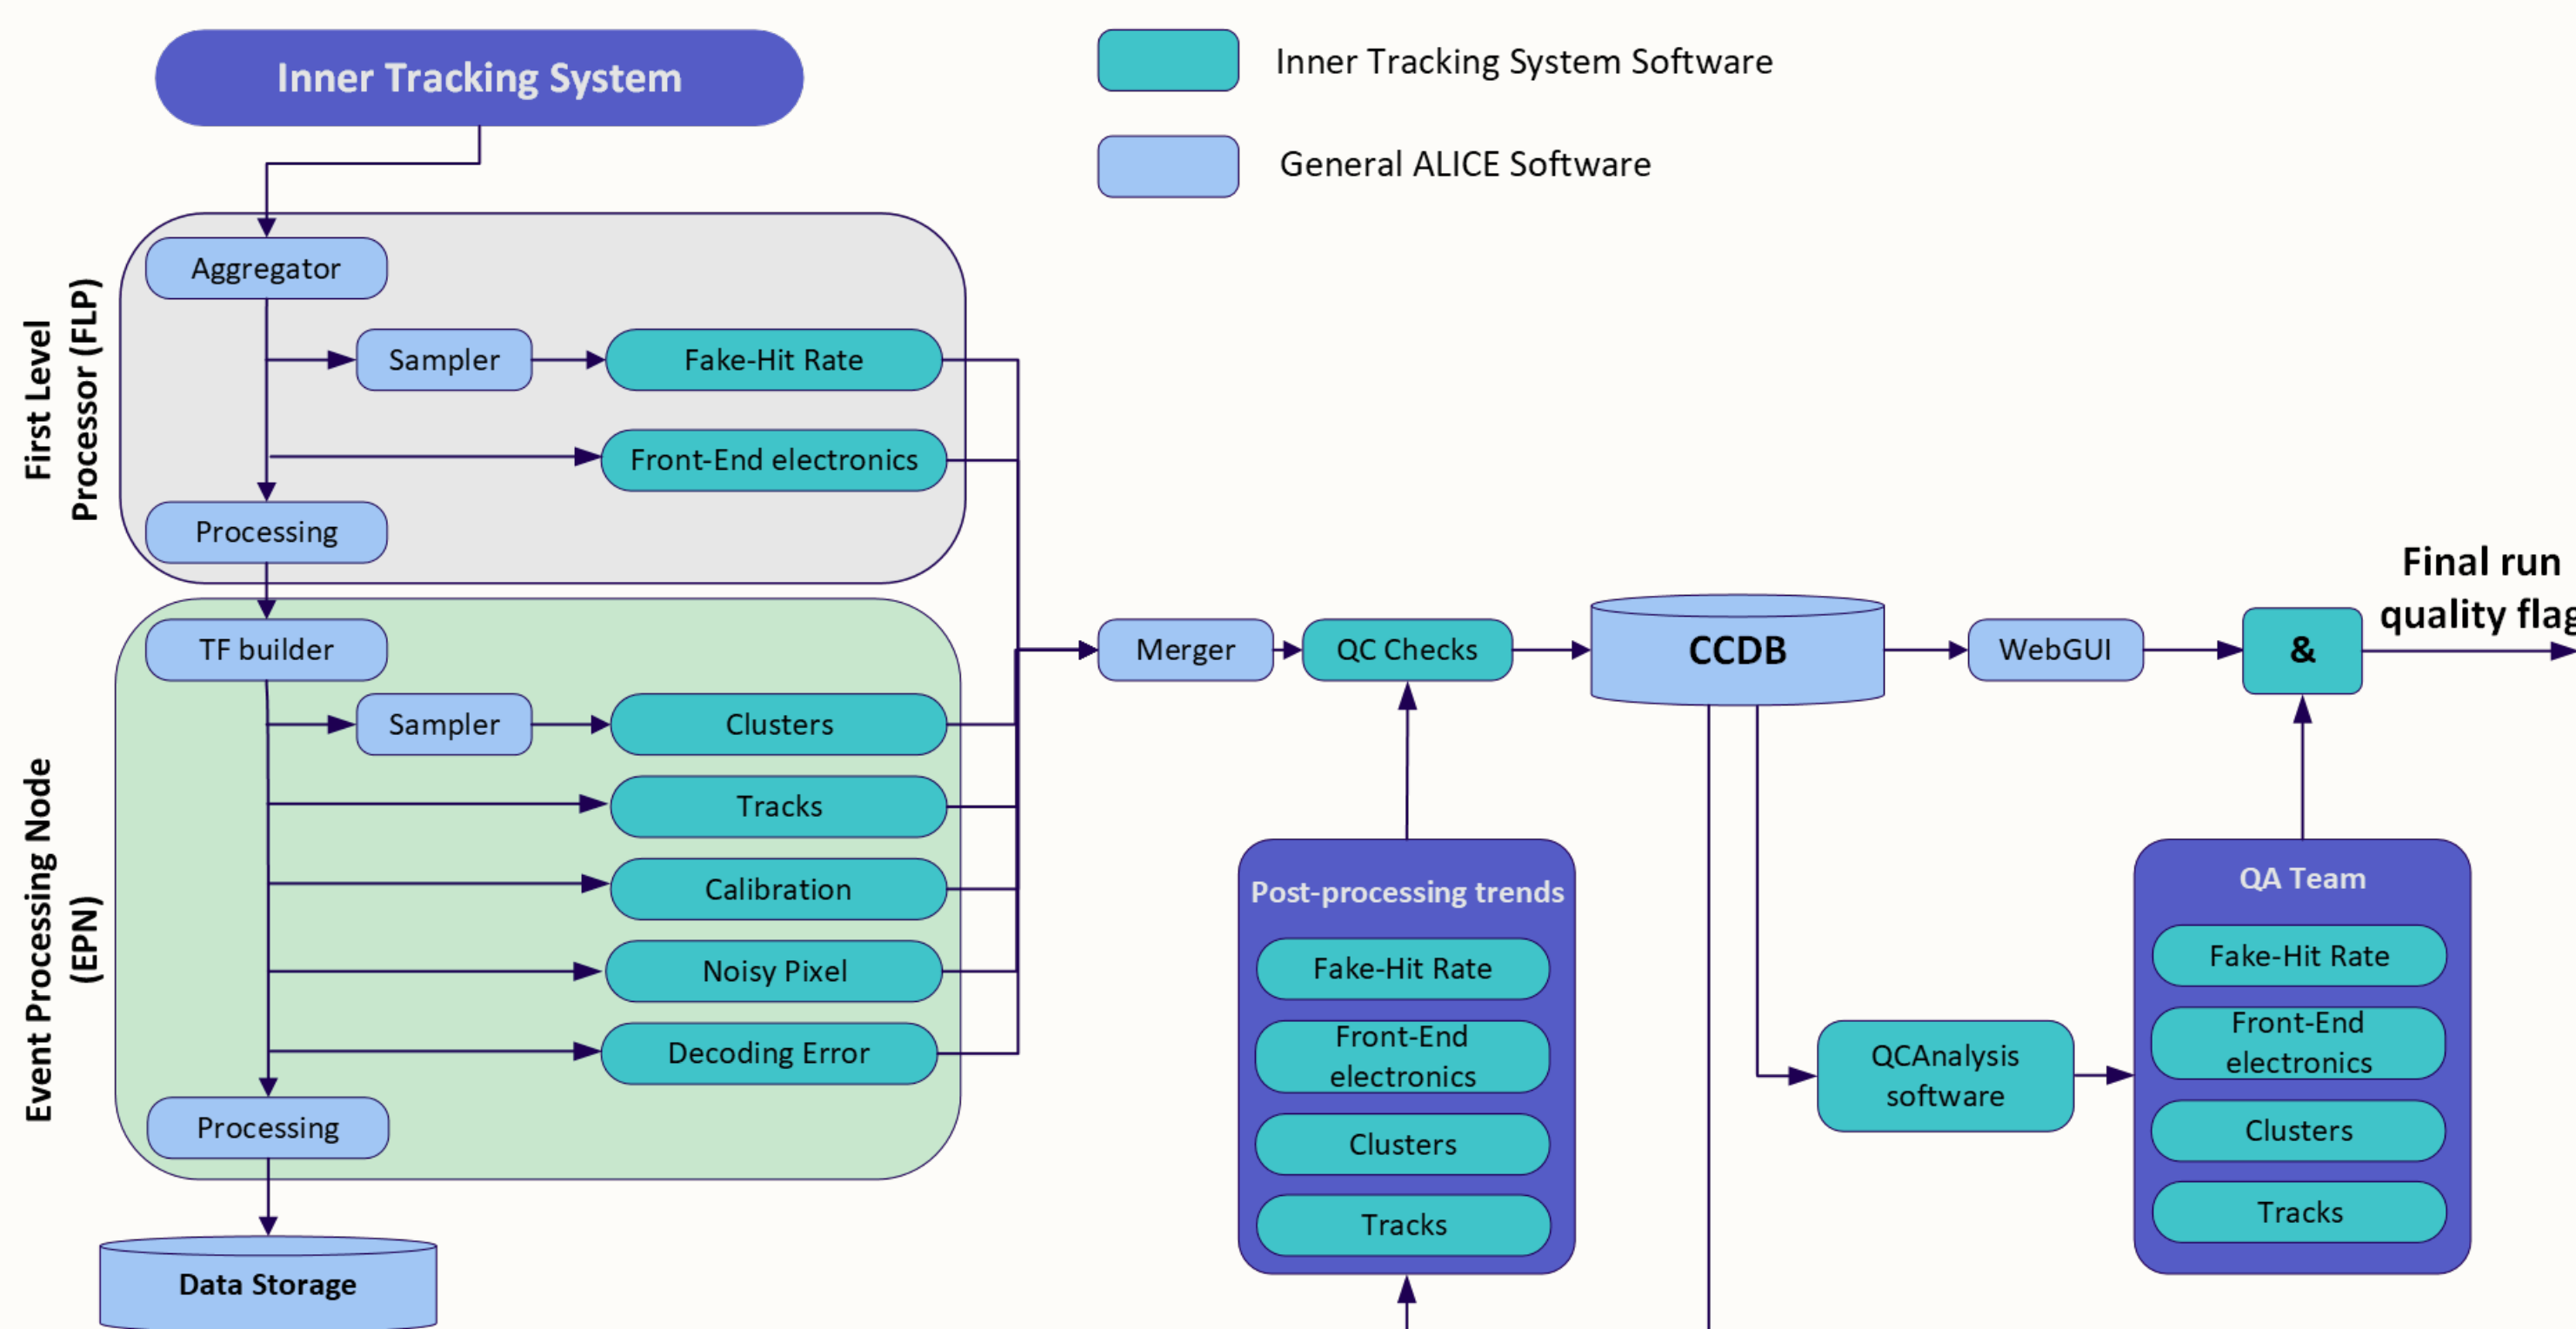 Inner Tracking System
Inner Tracking System Software
General ALICE Software
First Level
Processor (FLP)
Aggregator
Sampler
Fake-Hit Rate
Front-End electronics
Processing
Event Processing Node
(EPN)
TF builder
Sampler
Clusters
Tracks
Calibration
Noisy Pixel
Decoding Error
Processing
Data Storage
Merger
QC Checks
CCDB
WebGUI
&
Final run
quality flag
Post-processing trends
Fake-Hit Rate
Front-End
electronics
Clusters
Tracks
QCAnalysis
software
QA Team
Fake-Hit Rate
Front-End
electronics
Clusters
Tracks